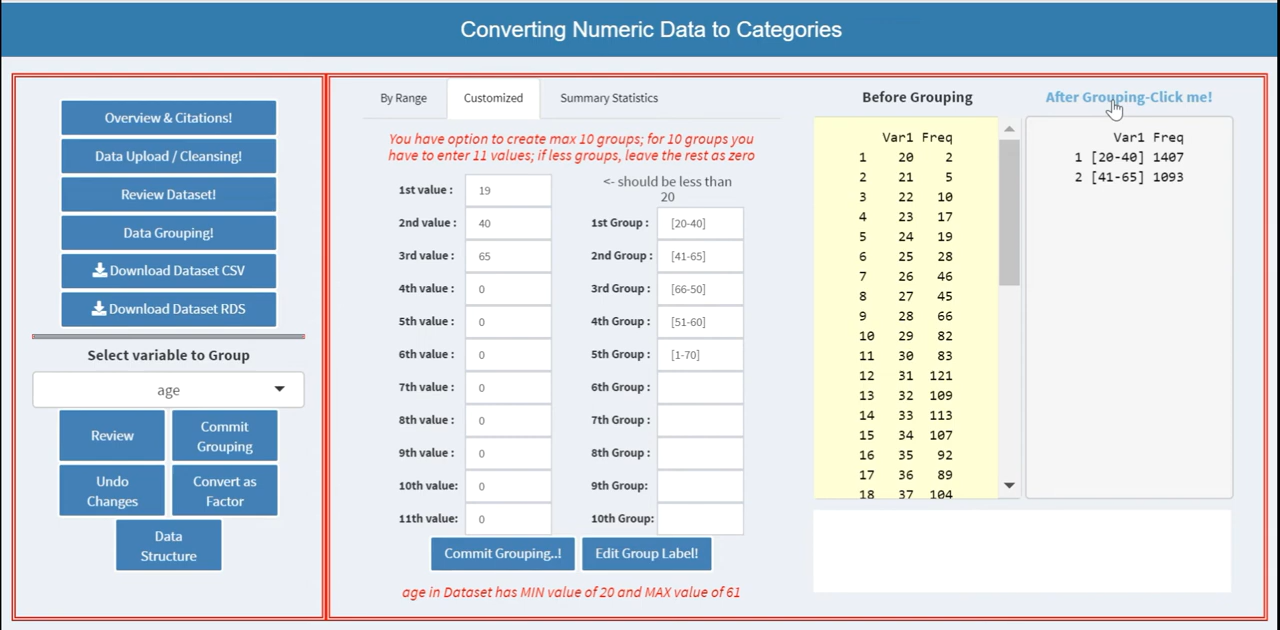 Converting Numeric Data to Categories
Overview & Citations!
Data Upload / Cleansing!
Review Dataset!
Data Grouping!
Download Dataset CSV
Download Dataset RDS
Select variable to Group
age
Review
Commit
Grouping
Undo
Changes
Convert as
Factor
Data
Structure
By Range Customized Summary Statistics
You have option to create max 10 groups; for 10 groups you
have to enter 11 values; if less groups, leave the rest as zero
1st value : 19
<- should be less than
20
2nd value : 40 1st Group : [20-40]
3rd value : 65 2nd Group : [41-65]
4th value : 0 3rd Group : [66-50]
5th value : 0 4th Group : [51-60]
6th value : 0 5th Group : [1-70]
7th value : 0 6th Group :
8th value : 0 7th Group :
9th value : 0 8th Group :
10th value: 0 9th Group:
11th value: 0 10th Group:
Commit Grouping..! Edit Group Label!
age in Dataset has MIN value of 20 and MAX value of 61
Before Grouping
Var1 Freq
1 20 2
2 21 5
3 22 10
4 23 17
5 24 19
6 25 28
7 26 46
8 27 45
9 28 66
10 29 82
11 30 83
12 31 121
13 32 109
14 33 113
15 34 107
16 35 92
17 36 89
18 37 104
After Grouping-Click me!
Var1 Freq
1 [20-40] 1407
2 [41-65] 1093